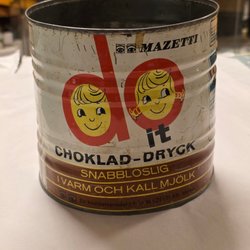 MAZETTI
do
it
CHOKLAD-DRYCK
SNABBLÖSLIG
I VARM OCH KALL MJÖLK